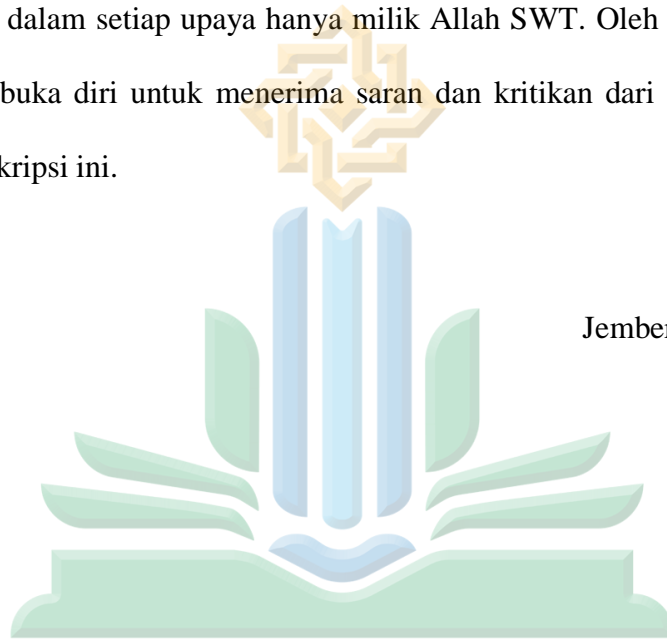 dalam setiap upaya hanya milik Allah SWT. Oleh
buka diri untuk menerima saran dan kritikan dari
kripsi ini.
Jember